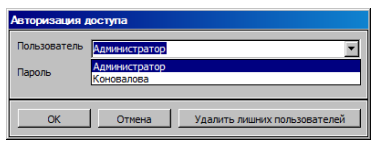 Авторизация доступа
Пользователь Администратор
Администратор
Пароль
Коновалова
OK Отмена Удалить лишних пользователей